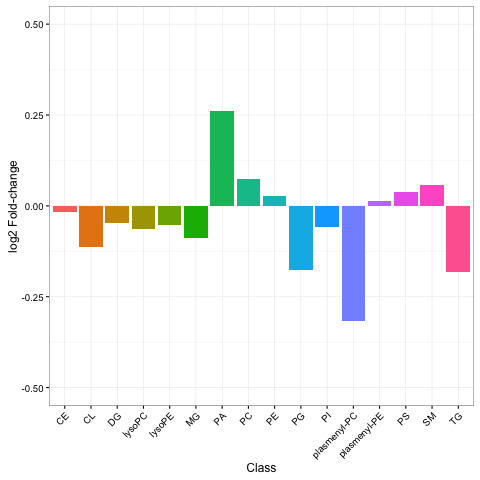 log2 Fold-change
0.50
0.25
0.00
-0.25
-0.50
CE
CL
DG
lysoPC
lysoPE
MG
PA
PC
PE
PG
PI
plasmenyl-PC
plasmenyl-PE
PS
SM
TG
Class